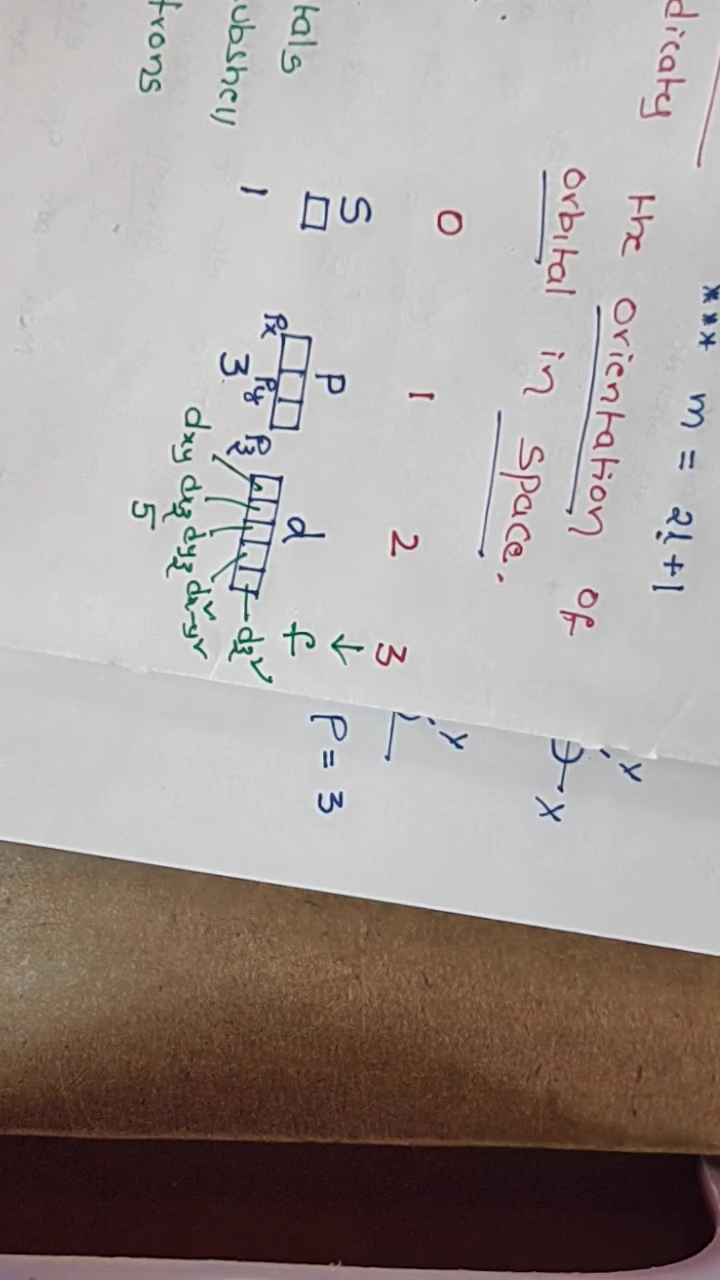 *** m = 2l+1
dicates the orientation of
orbital in space.
0 1 2 3
↓
S P d f
Px Py Pz
dxy dxz dyz dx²-y² dz²
1 3 5
tals
ubshell
trons
x
x
x
P = 3